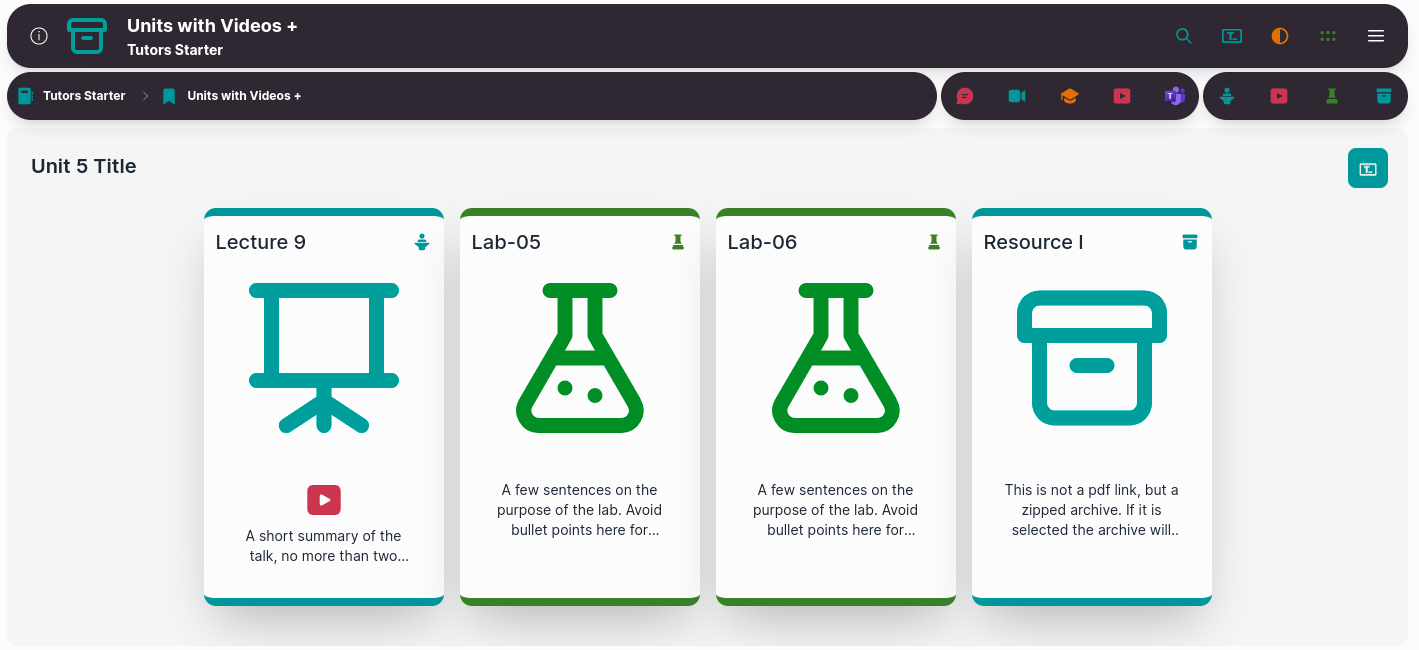 Units with Videos +
Tutors Starter
Tutors Starter
Units with Videos +
Unit 5 Title
Lecture 9
A short summary of the
talk, no more than two...
Lab-05
A few sentences on the
purpose of the lab. Avoid
bullet points here for...
Lab-06
A few sentences on the
purpose of the lab. Avoid
bullet points here for...
Resource I
This is not a pdf link, but a
zipped archive. If it is
selected the archive will..